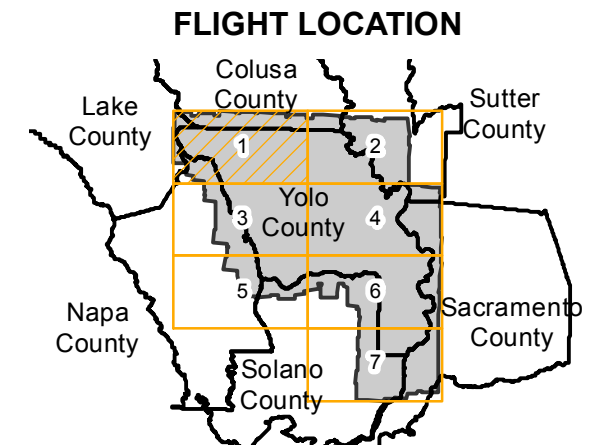 FLIGHT LOCATION
Colusa
County
Lake
County
Sutter
County
1
2
Yolo
County
3
4
5
6
Napa
County
Sacramento
County
Solano
County
7